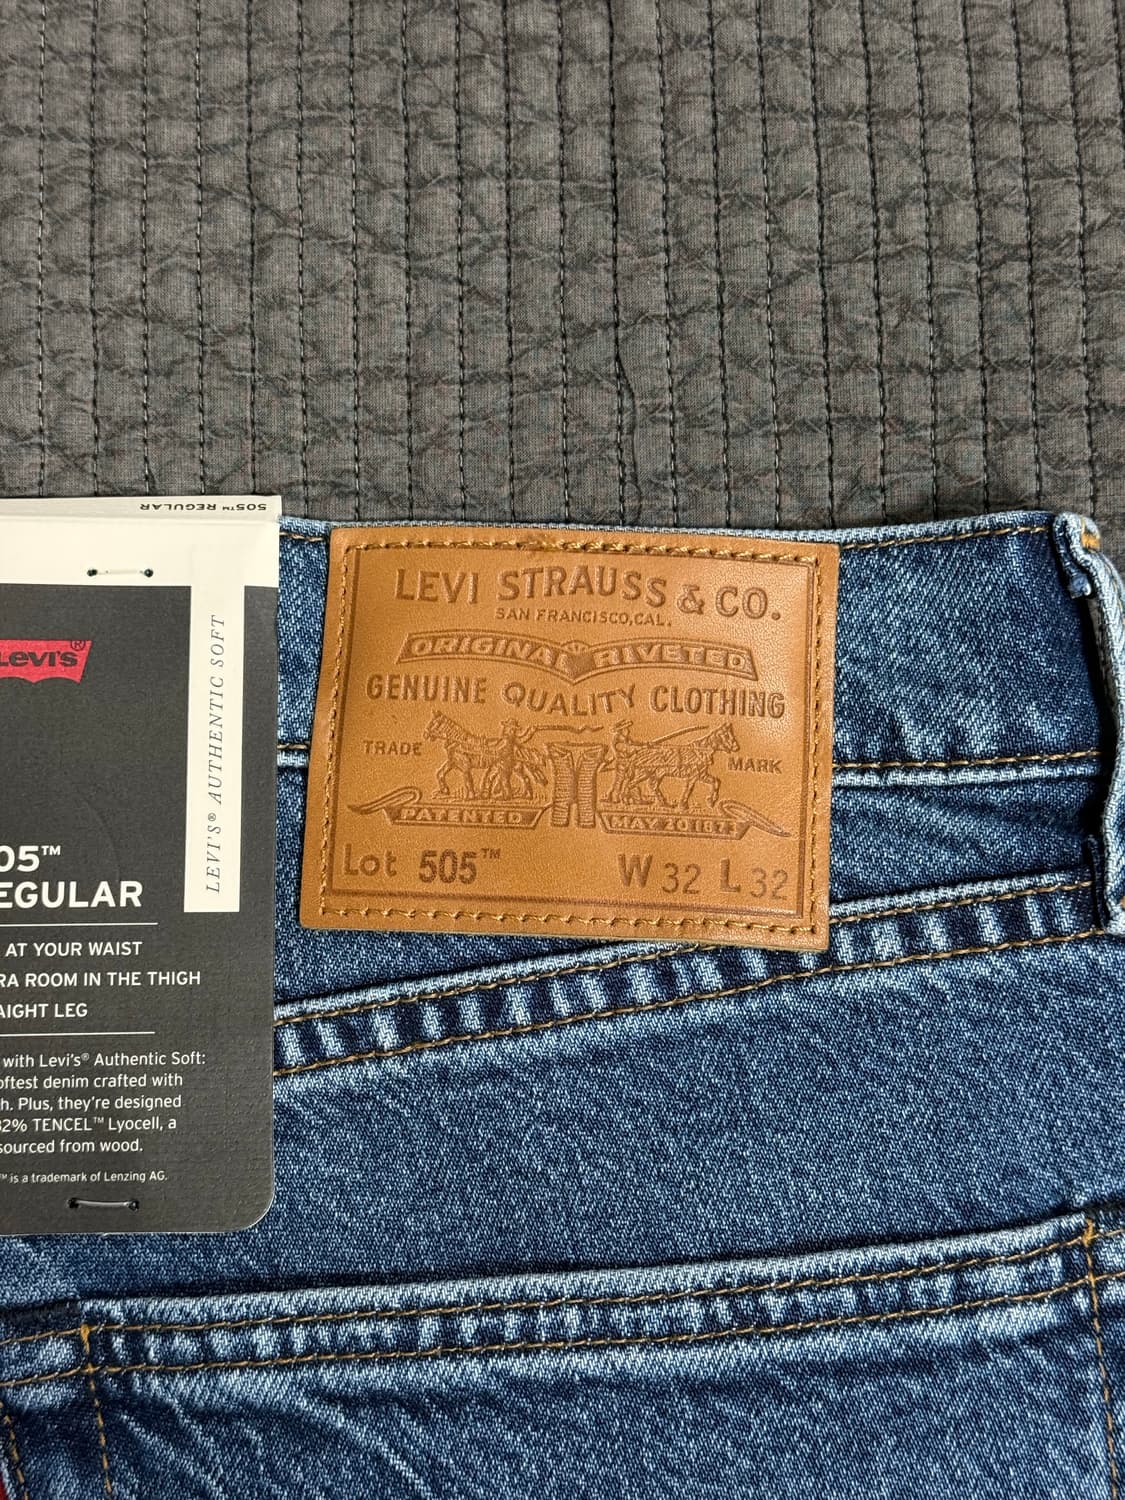 505™ REGULAR
Levi's®
LEVI'S® AUTHENTIC SOFT
05™
EGULAR
AT YOUR WAIST
RA ROOM IN THE THIGH
AIGHT LEG
with Levi's® Authentic Soft:
oftest denim crafted with
h. Plus, they're designed
2% TENCEL™ Lyocell, a
sourced from wood.
™ is a trademark of Lenzing AG.
LEVI STRAUSS & CO.
SAN FRANCISCO, CAL.
ORIGINAL RIVETED
GENUINE QUALITY CLOTHING
TRADE MARK
PATENTED MAY 20 1873
Lot 505™ W 32 L 32